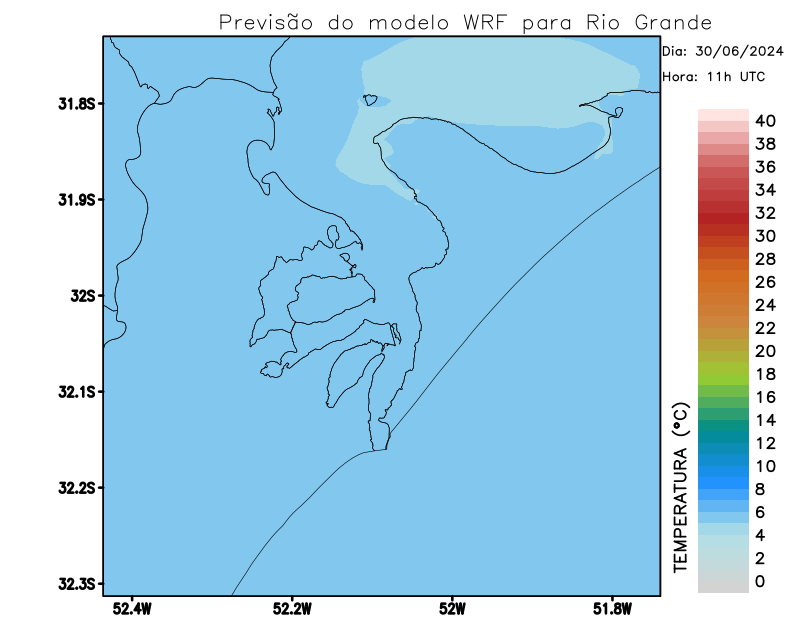 Previsão do modelo WRF para Rio Grande
Dia: 30/06/2024
Hora: 11h UTC
31.8S
31.9S
32S
32.1S
32.2S
32.3S
52.4W
52.2W
52W
51.8W
TEMPERATURA (°C)
40
38
36
34
32
30
28
26
24
22
20
18
16
14
12
10
8
6
4
2
0